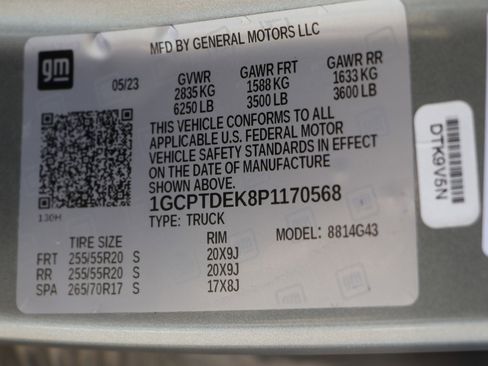 gm
MFD BY GENERAL MOTORS LLC
05/23
GVWR GAWR FRT GAWR RR
2835 KG 1588 KG 1633 KG
6250 LB 3500 LB 3600 LB
THIS VEHICLE CONFORMS TO ALL
APPLICABLE U.S. FEDERAL MOTOR
VEHICLE SAFETY STANDARDS IN EFFECT
ON THE DATE OF MANUFACTURE
SHOWN ABOVE.
1GCPTDEK8P1170568
130H
TYPE: TRUCK
TIRE SIZE RIM MODEL: 8814G43
FRT 255/55R20 S 20X9J
RR 255/55R20 S 20X9J
SPA 265/70R17 S 17X8J
DTK9V5N